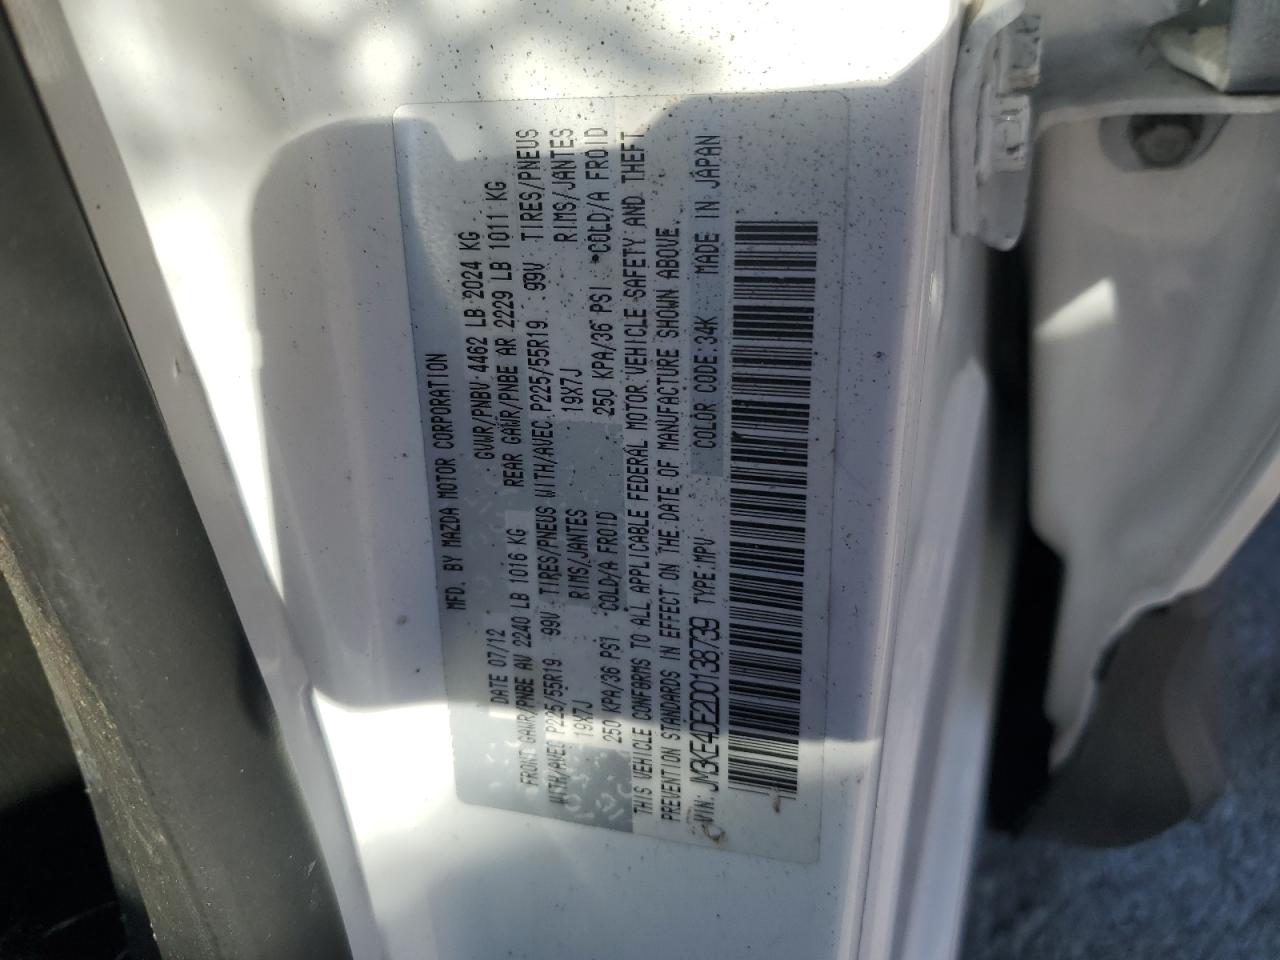 MFD. BY MAZDA MOTOR CORPORATION
DATE 07/12 GVWR/PNBV 4462 LB 2024 KG
FRONT GAWR/PNBE AV 2240 LB 1016 KG REAR GAWR/PNBE AR 2229 LB 1011 KG
WITH/AVEC P225/55R19 99V TIRES/PNEUS WITH/AVEC P225/55R19 99V TIRES/PNEUS
19X7J RIMS/JANTES 19X7J RIMS/JANTES
250 KPA/36 PSI COLD/A FROID 250 KPA/36 PSI COLD/A FROID
THIS VEHICLE CONFORMS TO ALL APPLICABLE FEDERAL MOTOR VEHICLE SAFETY AND THEFT
PREVENTION STANDARDS IN EFFECT ON THE DATE OF MANUFACTURE SHOWN ABOVE.
VIN: JM3KE4DE2D0138739 TYPE:MPV COLOR CODE:34K MADE IN JAPAN